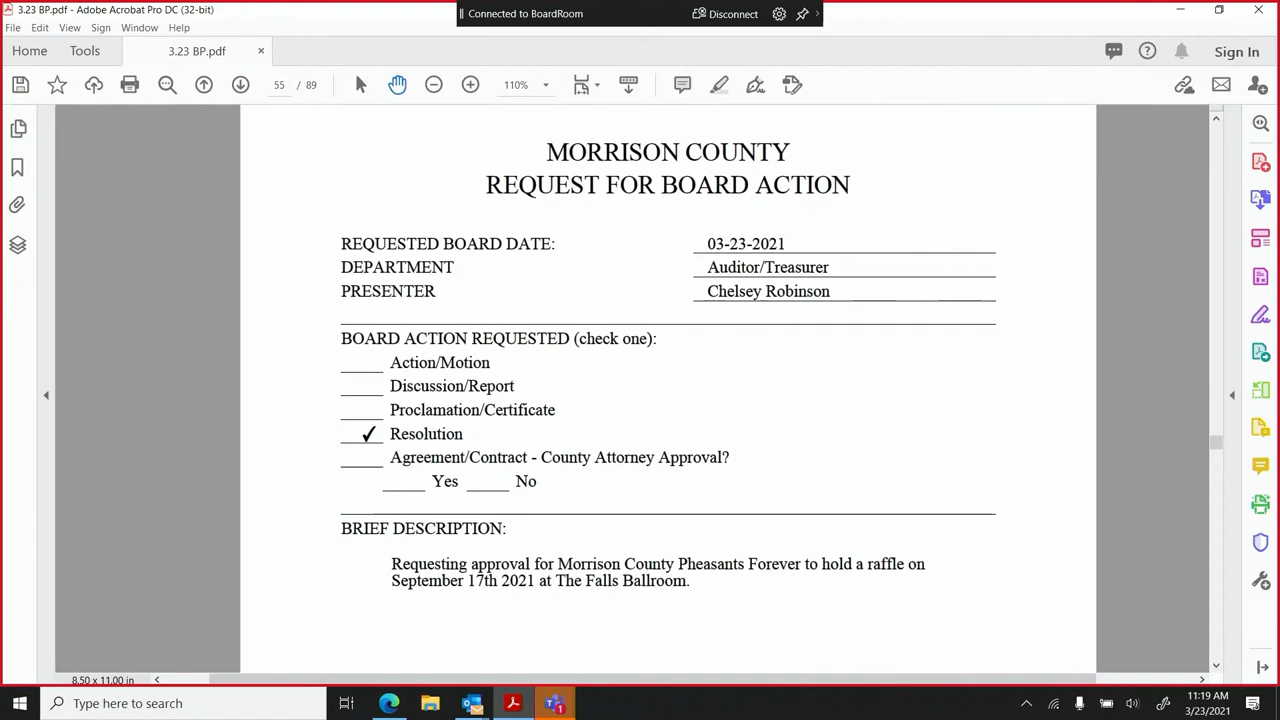 3.23 BP.pdf - Adobe Acrobat Pro DC (32-bit)
Connected to BoardRoom
Disconnect
File Edit View Sign Window Help
Home Tools 3.23 BP.pdf × Sign In
55 / 89 110%
MORRISON COUNTY
REQUEST FOR BOARD ACTION
REQUESTED BOARD DATE: 03-23-2021
DEPARTMENT Auditor/Treasurer
PRESENTER Chelsey Robinson
BOARD ACTION REQUESTED (check one):
Action/Motion
Discussion/Report
Proclamation/Certificate
✓ Resolution
Agreement/Contract - County Attorney Approval?
Yes No
BRIEF DESCRIPTION:
Requesting approval for Morrison County Pheasants Forever to hold a raffle on
September 17th 2021 at The Falls Ballroom.
8.50 x 11.00 in
Type here to search
11:19 AM
3/23/2021